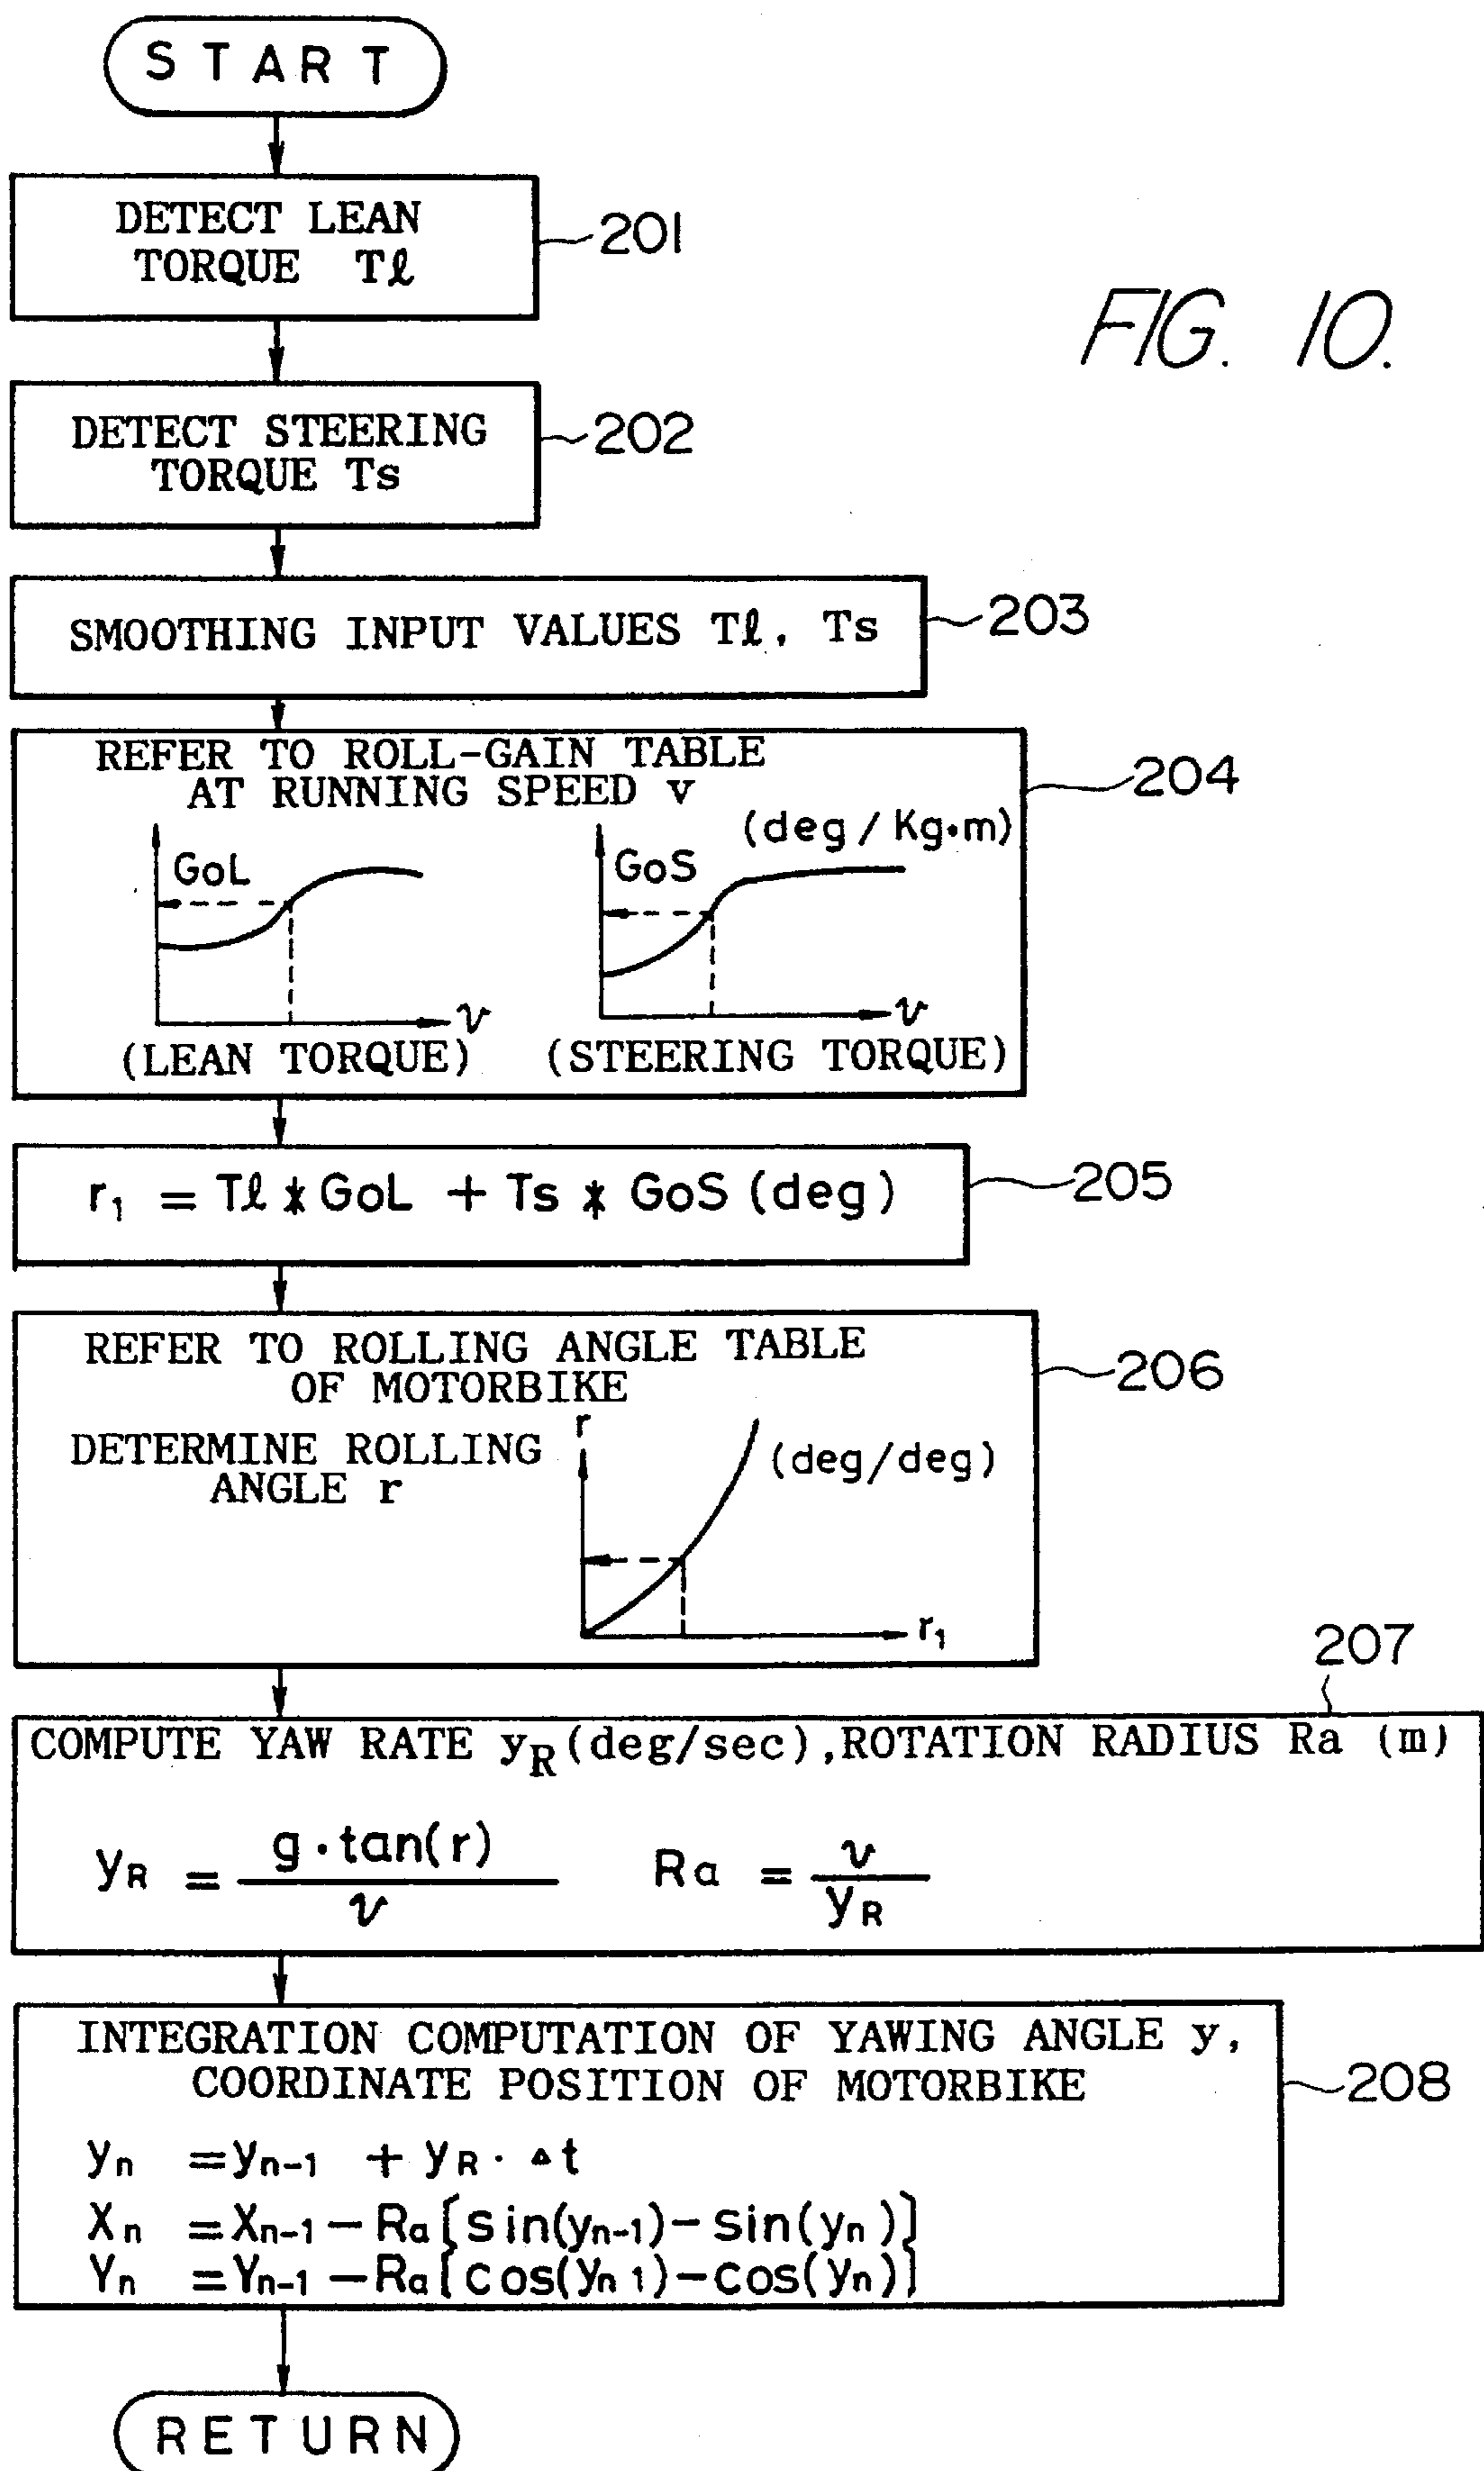 START
DETECT LEAN
TORQUE Tℓ
201
FIG. 10.
DETECT STEERING
TORQUE Ts
202
SMOOTHING INPUT VALUES Tℓ, Ts
203
REFER TO ROLL-GAIN TABLE
AT RUNNING SPEED v
204
(deg/Kg·m)
GoL
GoS
v
v
(LEAN TORQUE)
(STEERING TORQUE)
r₁ = Tℓ * GoL + Ts * GoS (deg)
205
REFER TO ROLLING ANGLE TABLE
OF MOTORBIKE
206
DETERMINE ROLLING
ANGLE r
r
(deg/deg)
r₁
207
COMPUTE YAW RATE yR(deg/sec),ROTATION RADIUS Ra (m)
yR = g·tan(r) / v
Ra = v / yR
INTEGRATION COMPUTATION OF YAWING ANGLE y,
COORDINATE POSITION OF MOTORBIKE
208
yn = yn-1 + yR · Δt
Xn = Xn-1 − Ra{sin(yn-1)−sin(yn)}
Yn = Yn-1 − Ra{cos(yn 1)−cos(yn)}
RETURN